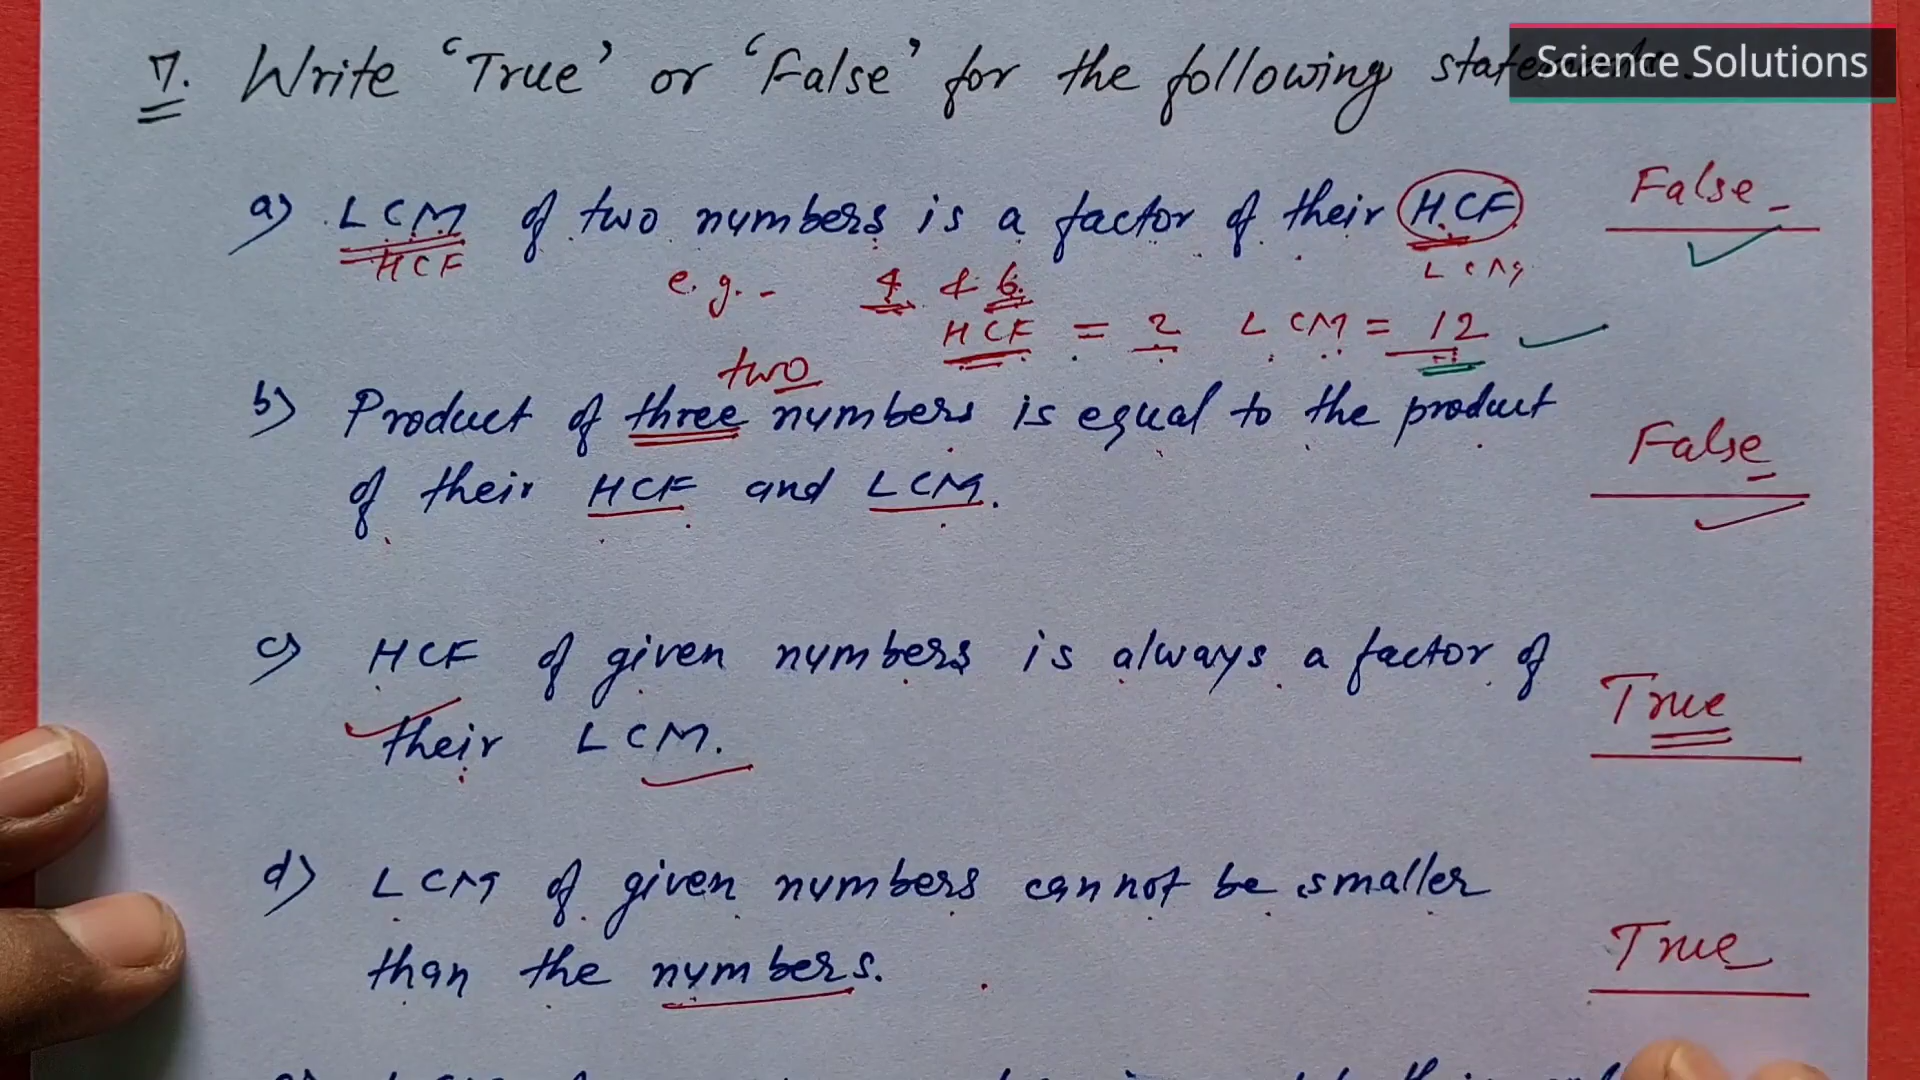 Science Solutions
7. Write 'True' or 'False' for the following
a) LCM of two numbers is a factor of their HCF False
HCF LCM
e.g. - 4 & 6
HCF = 2 LCM = 12
two
b) Product of three numbers is equal to the product
of their HCF and LCM. False
c) HCF of given numbers is always a factor of
their LCM. True
d) LCM of given numbers cannot be smaller
than the numbers. True